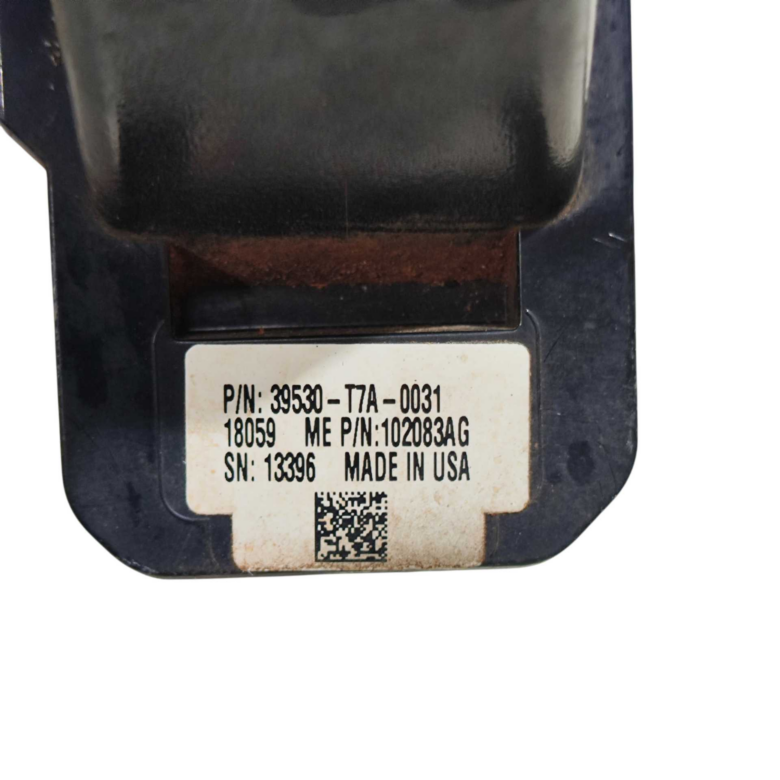 P/N: 39530-T7A-0031
18059 ME P/N:102083AG
SN: 13396 MADE IN USA